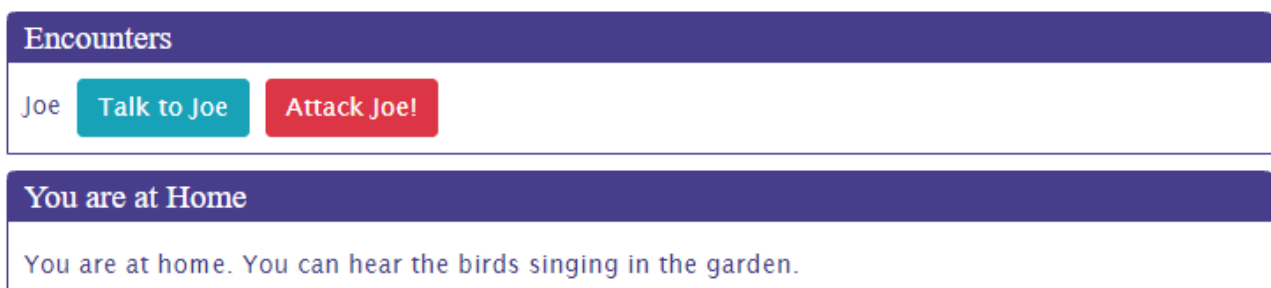 Encounters
Joe Talk to Joe Attack Joe!
You are at Home
You are at home. You can hear the birds singing in the garden.